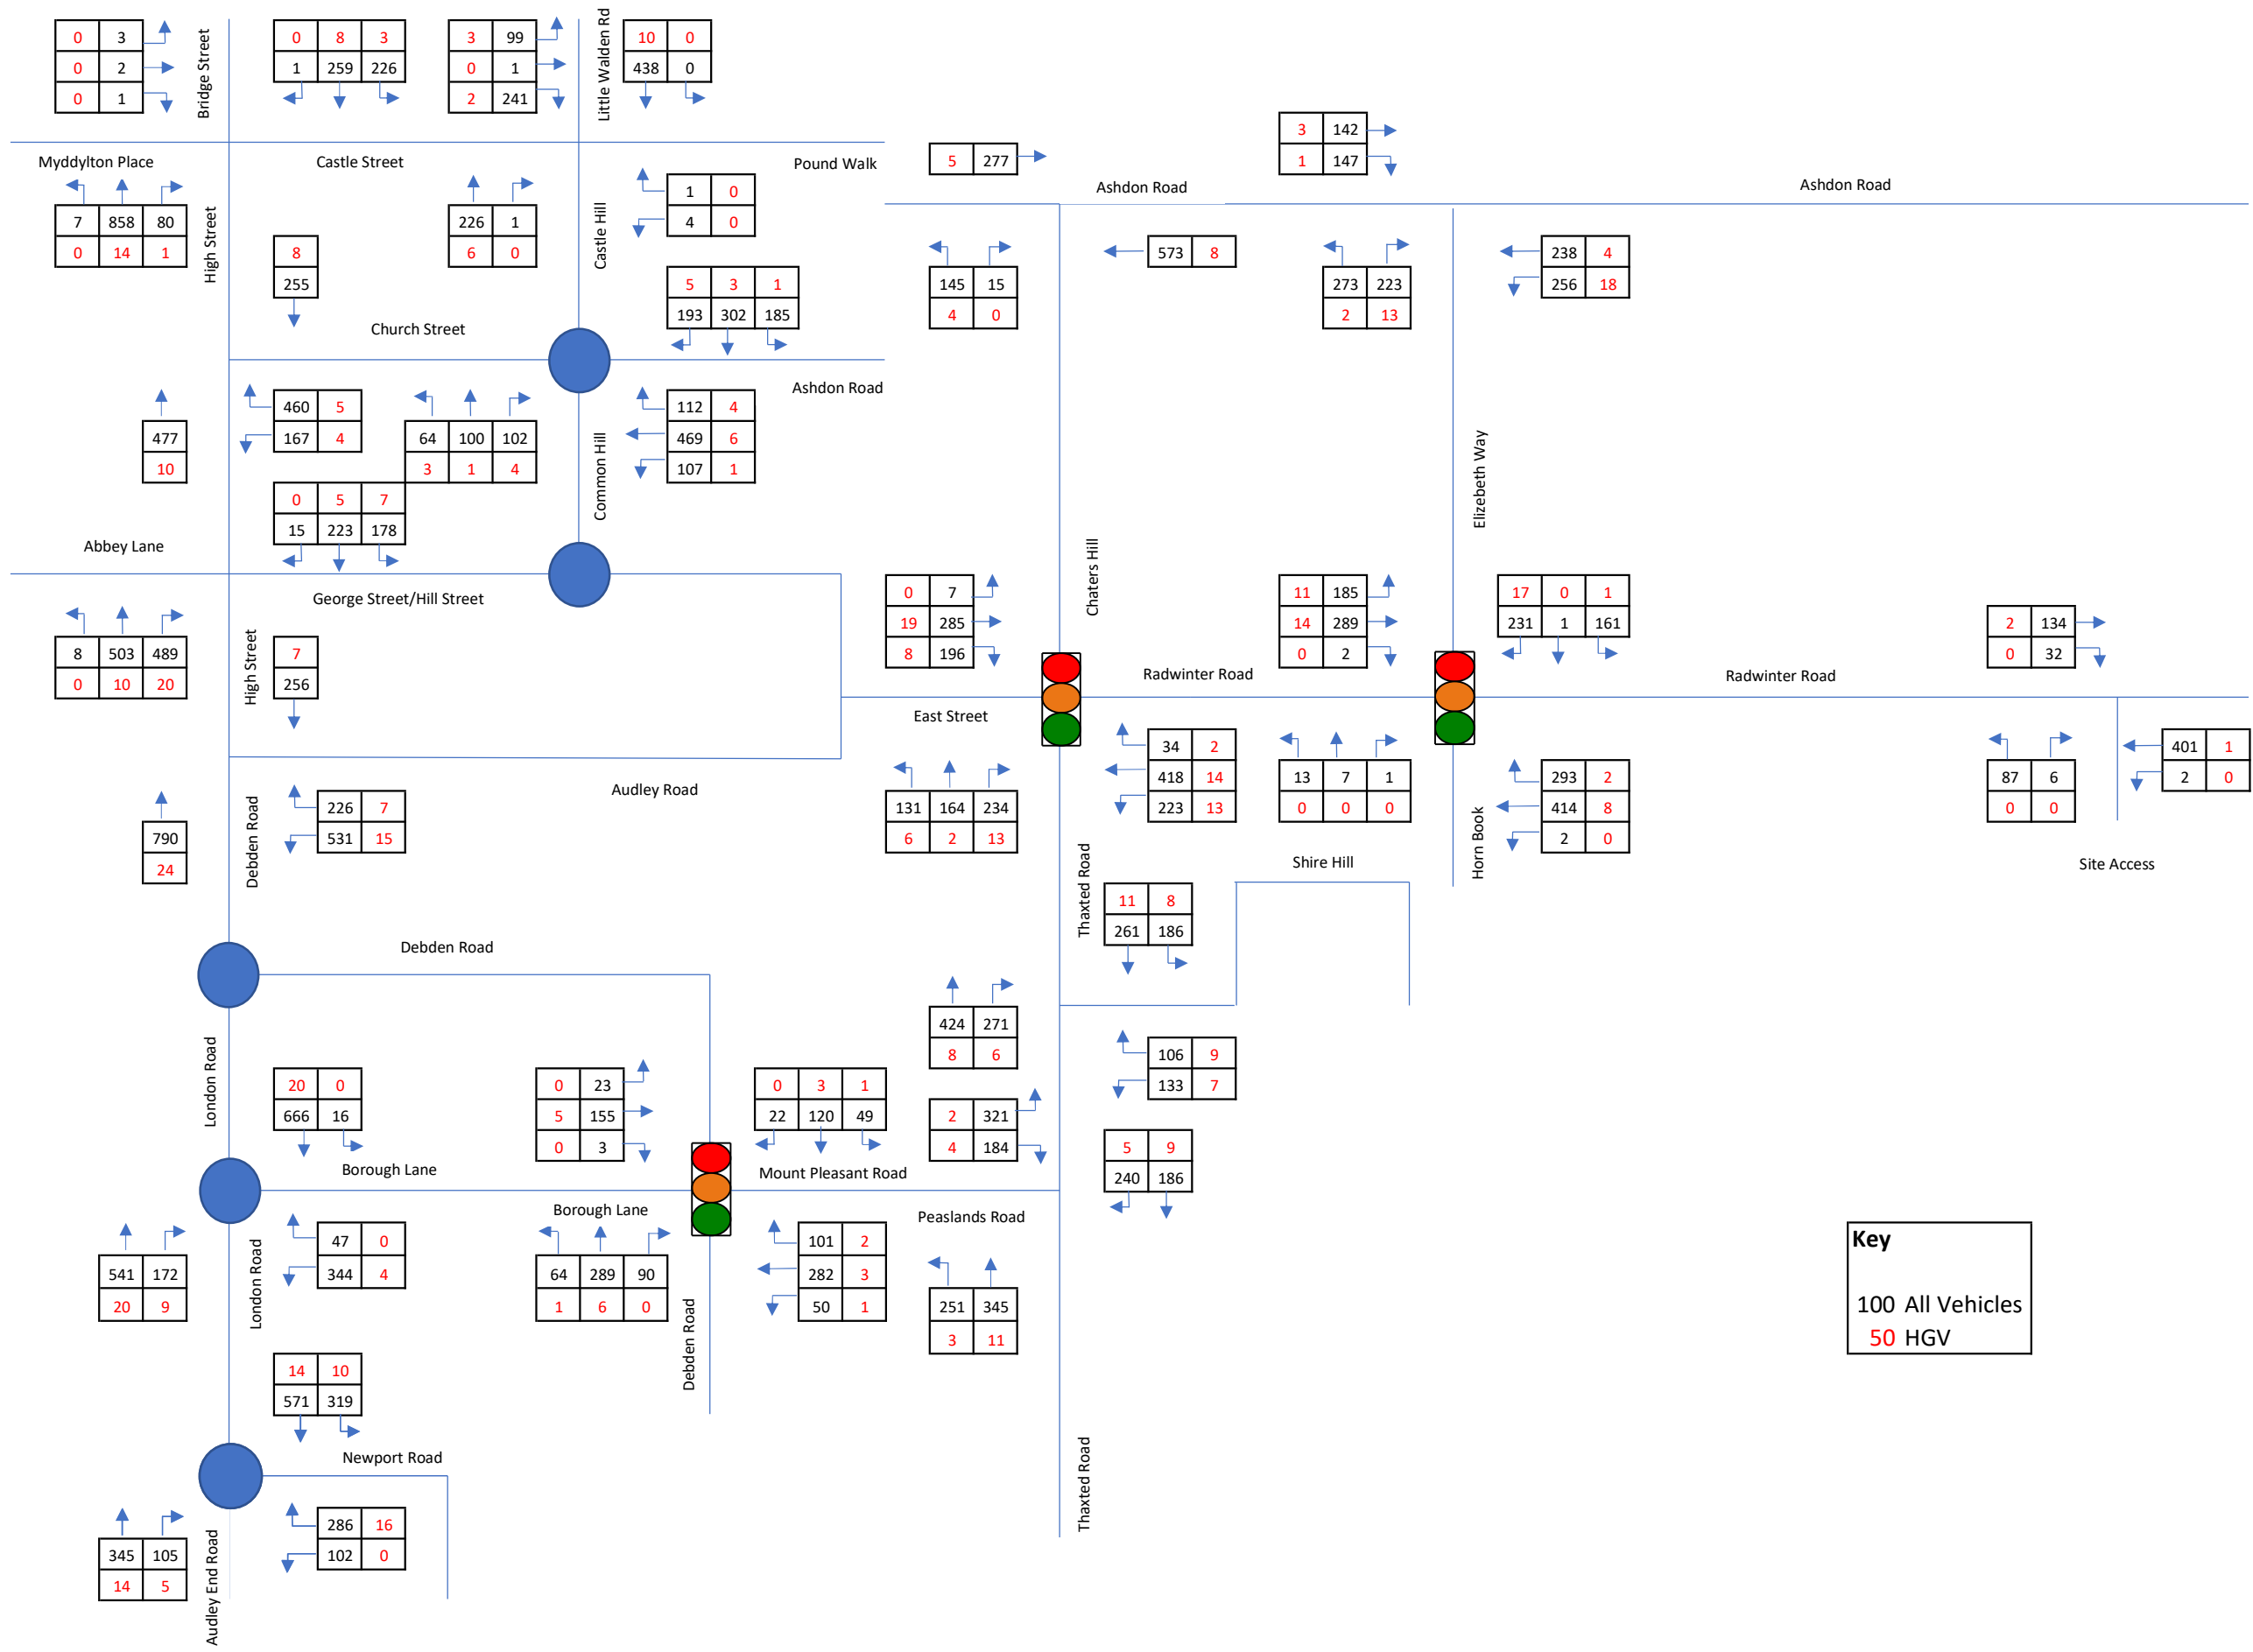 Bridge Street
Little Walden Rd
0 3
0 2
0 1
0 8 3
1 259 226
3 99
0 1
2 241
10 0
438 0
Myddylton Place
Castle Street
Pound Walk
3 142
1 147
5 277
Ashdon Road
Ashdon Road
7 858 80
0 14 1
High Street
8
255
226 1
6 0
Castle Hill
1 0
4 0
5 3 1
193 302 185
145 15
4 0
573 8
273 223
2 13
238 4
256 18
Church Street
Ashdon Road
477
10
460 5
167 4
64 100 102
3 1 4
0 5 7
15 223 178
Common Hill
112 4
469 6
107 1
Elizebeth Way
Abbey Lane
George Street/Hill Street
Chaters Hill
8 503 489
0 10 20
High Street
7
256
0 7
19 285
8 196
11 185
14 289
0 2
17 0 1
231 1 161
2 134
0 32
Radwinter Road
Radwinter Road
East Street
Audley Road
790
24
Debden Road
226 7
531 15
131 164 234
6 2 13
34 2
418 14
223 13
13 7 1
0 0 0
Horn Book
293 2
414 8
2 0
87 6
0 0
401 1
2 0
Site Access
Shire Hill
Thaxted Road
11 8
261 186
Debden Road
424 271
8 6
106 9
133 7
London Road
20 0
666 16
0 23
5 155
0 3
0 3 1
22 120 49
2 321
4 184
5 9
240 186
Borough Lane
Mount Pleasant Road
Borough Lane
Peaslands Road
541 172
20 9
London Road
47 0
344 4
64 289 90
1 6 0
Debden Road
101 2
282 3
50 1
251 345
3 11
Key
100 All Vehicles
50 HGV
14 10
571 319
Newport Road
Thaxted Road
345 105
14 5
Audley End Road
286 16
102 0